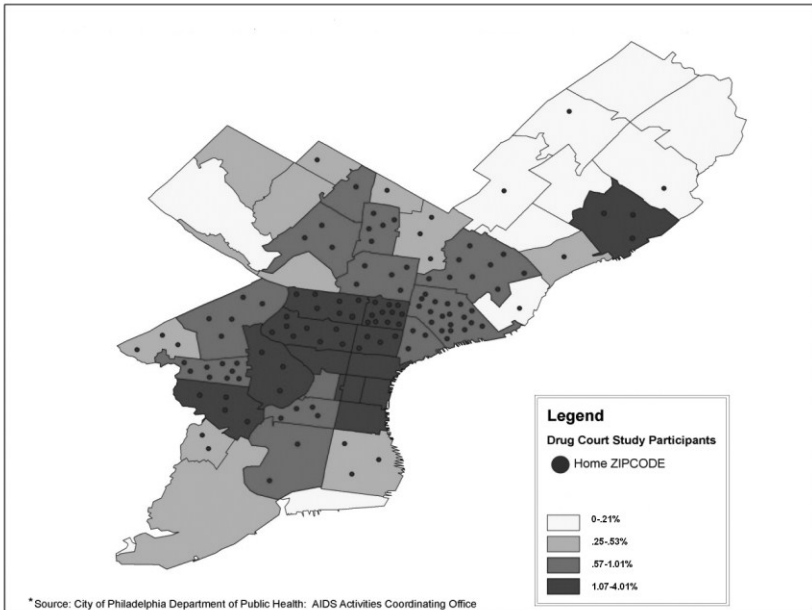 Legend
Drug Court Study Participants
Home ZIPCODE
0-.21%
.25-.53%
.57-1.01%
1.07-4.01%
*Source: City of Philadelphia Department of Public Health: AIDS Activities Coordinating Office